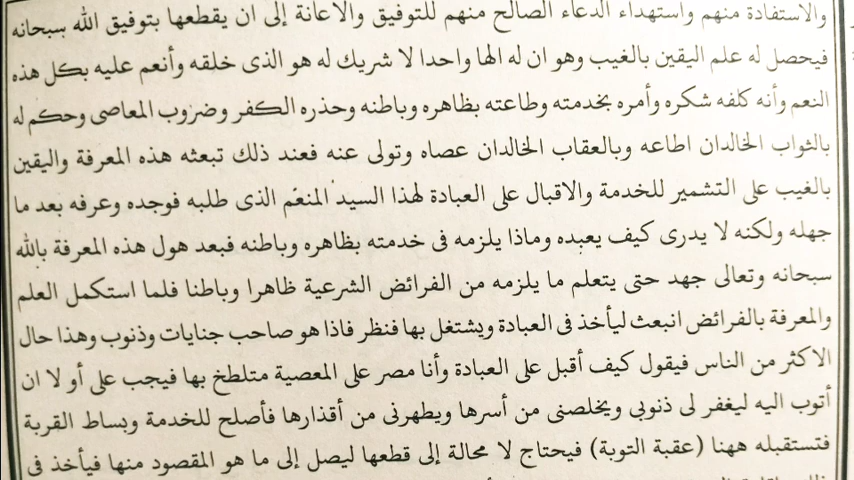 والاستفادة منهم واستهداء الدعاء الصالح منهم للتوفيق والاعانة إلى ان يقطعها بتوفيق الله سبحانه
فيحصل له علم اليقين بالغيب وهو ان له الها واحدا لا شريك له هو الذى خلقه وأنعم عليه بكل هذه
النعم وأنه كلفه شكره وأمره بخدمته وطاعته بظاهره وباطنه وحذره الكفر وضروب المعاصى وحكم له
بالثواب الخالدان اطاعه وبالعقاب الخالدان عصاه وتولى عنه فعند ذلك تبعثه هذه المعرفة واليقين
بالغيب على التشمير للخدمة والاقبال على العبادة لهذا السيد المنعم الذى طلبه فوجده وعرفه بعد ما
جهله ولكنه لا يدرى كيف يعبده وماذا يلزمه فى خدمته بظاهره وباطنه فبعد هول هذه المعرفة بالله
سبحانه وتعالى جهد حتى يتعلم ما يلزمه من الفرائض الشرعية ظاهرا وباطنا فلما استكمل العلم
والمعرفة بالفرائض انبعث ليأخذ فى العبادة ويشتغل بها فنظر فاذا هو صاحب جنايات وذنوب وهذا حال
الاكثر من الناس فيقول كيف أقبل على العبادة وأنا مصر على المعصية متلطخ بها فيجب على أو لا ان
أتوب اليه ليغفر لى ذنوبى ويخلصنى من أسرها ويطهرنى من أقذارها فأصلح للخدمة وبساط القربة
فتستقبله ههنا (عقبة التوبة) فيحتاج لا محالة إلى قطعها ليصل إلى ما هو المقصود منها فيأخذ فى